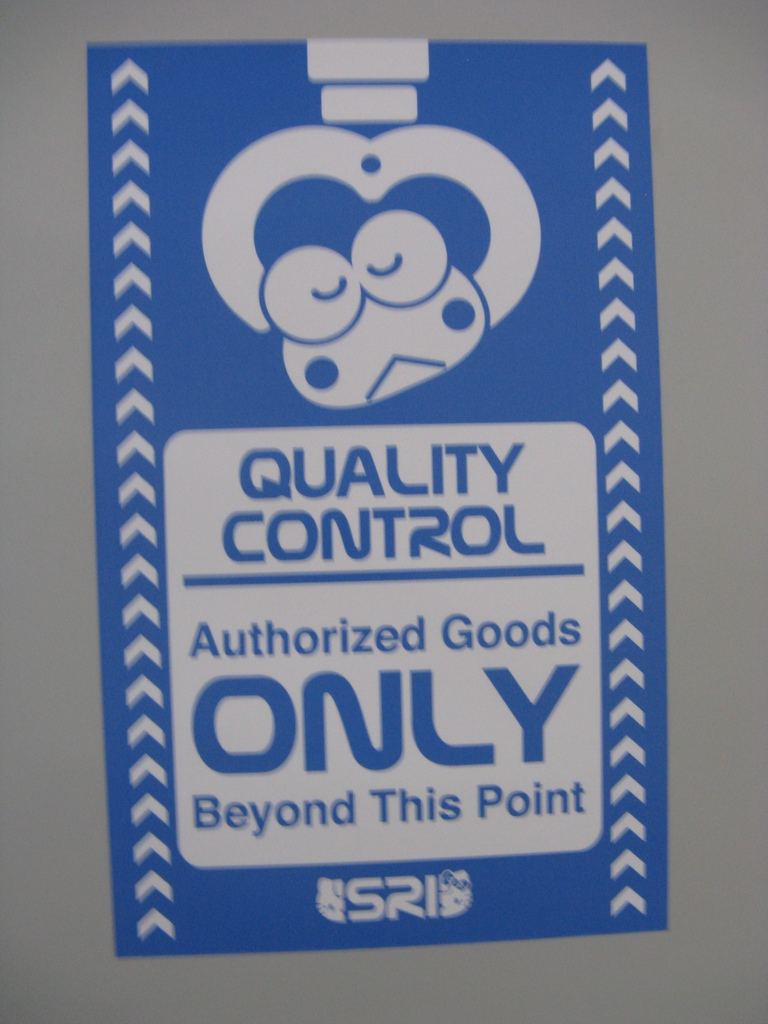 QUALITY
CONTROL
Authorized Goods
ONLY
Beyond This Point
SRI